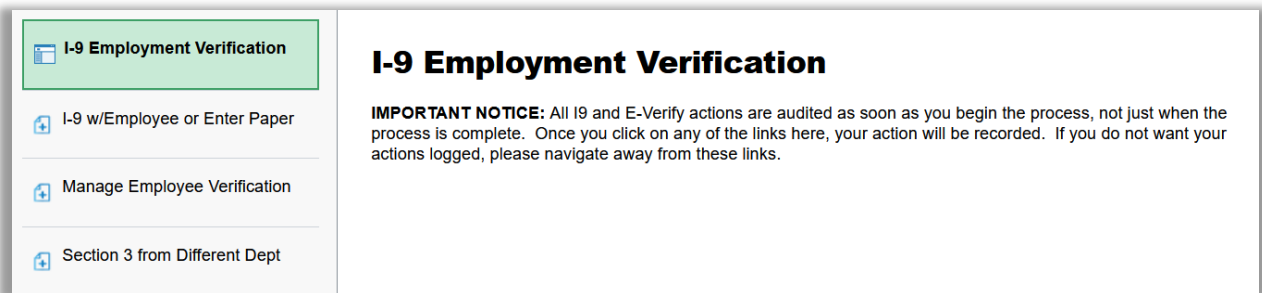 I-9 Employment Verification
I-9 w/Employee or Enter Paper
Manage Employee Verification
Section 3 from Different Dept
I-9 Employment Verification
IMPORTANT NOTICE: All I9 and E-Verify actions are audited as soon as you begin the process, not just when the
process is complete.  Once you click on any of the links here, your action will be recorded.  If you do not want your
actions logged, please navigate away from these links.